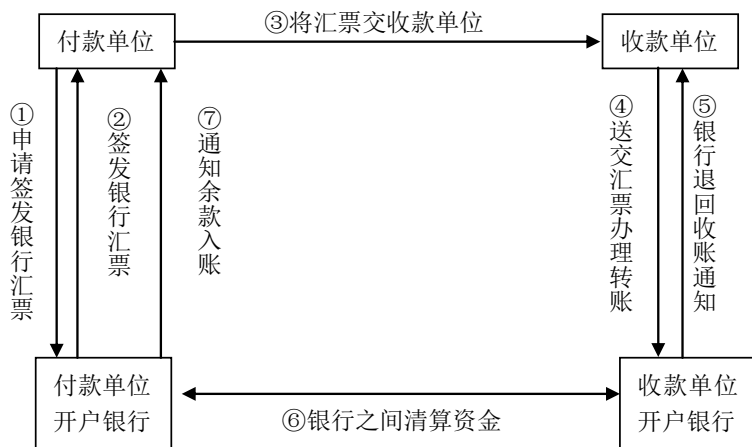 ③将汇票交收款单位
付款单位
收款单位
①申请签发银行汇票
②签发银行汇票
⑦通知余款入账
④送交汇票办理转账
⑤银行退回收账通知
付款单位
开户银行
收款单位
开户银行
⑥银行之间清算资金